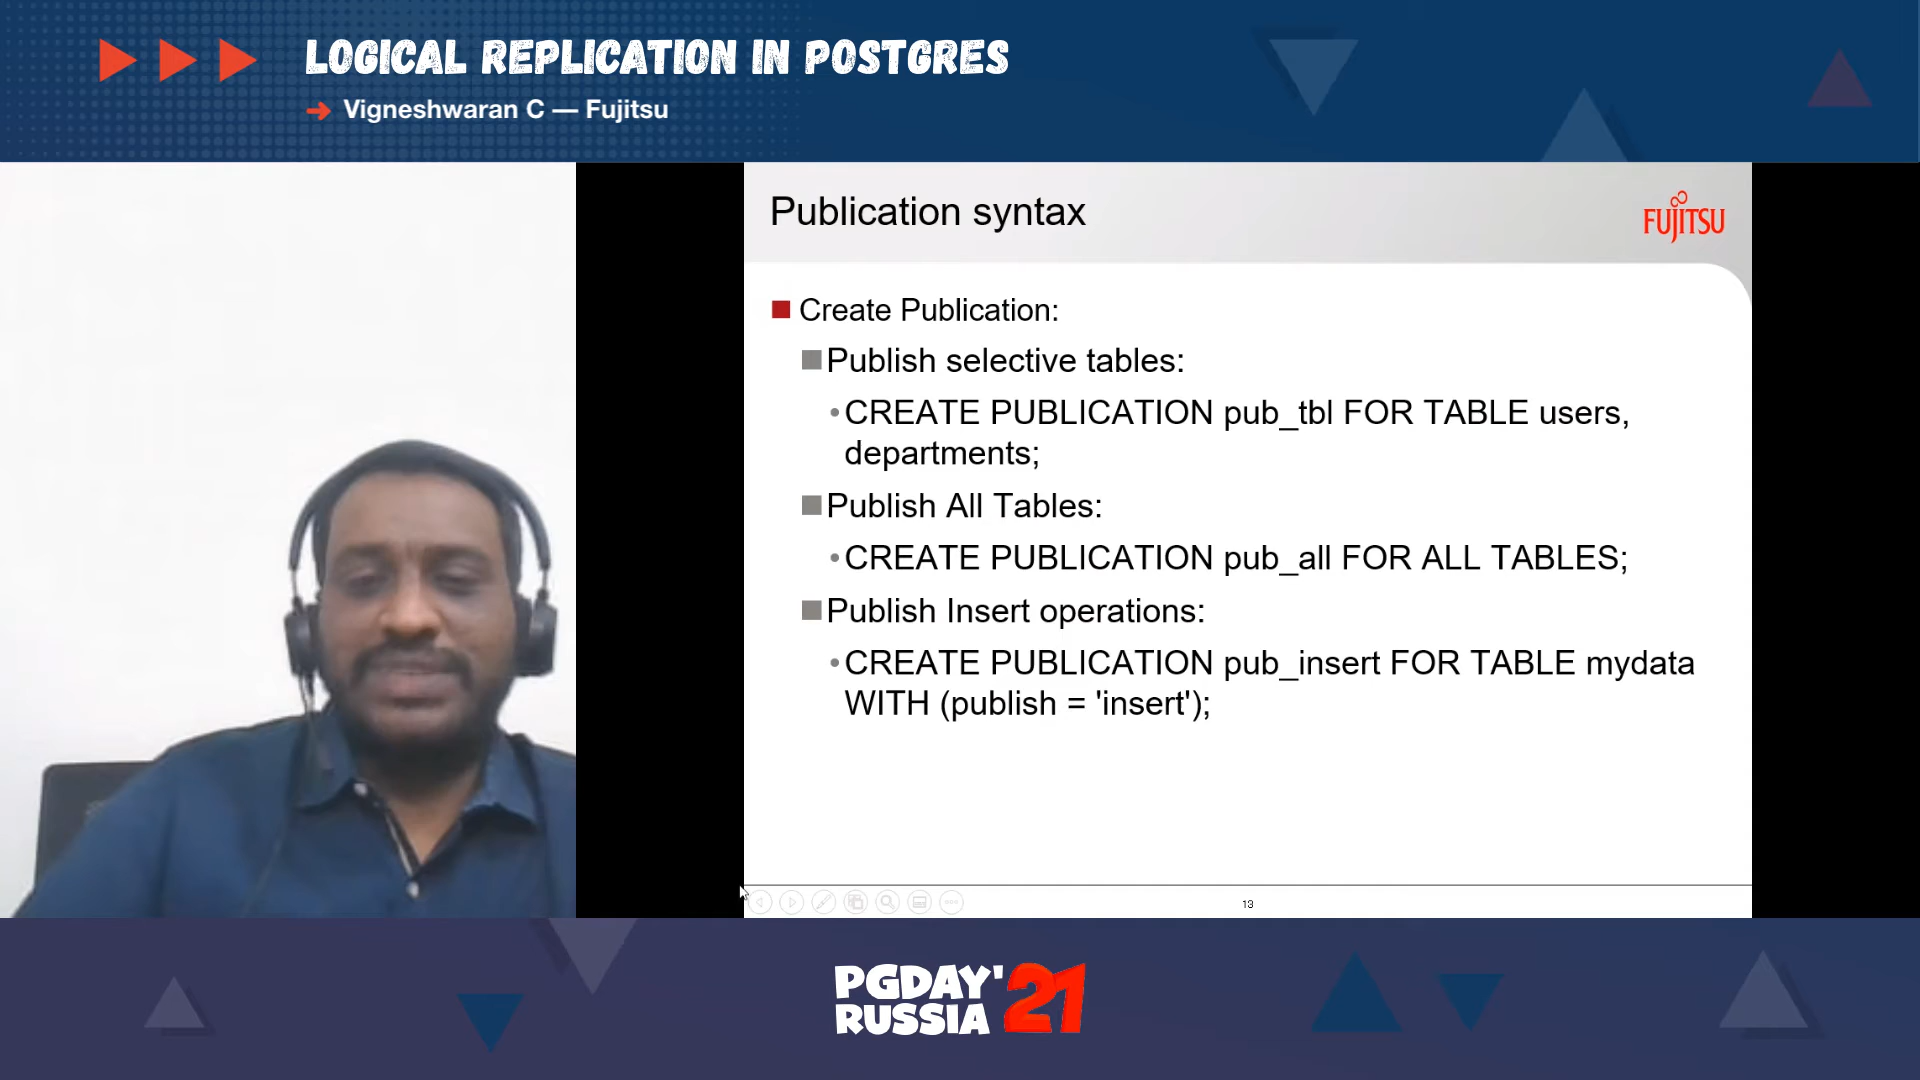 LOGICAL REPLICATION IN POSTGRES
Vigneshwaran C — Fujitsu
Publication syntax
FUJITSU
Create Publication:
Publish selective tables:
CREATE PUBLICATION pub_tbl FOR TABLE users,
departments;
Publish All Tables:
CREATE PUBLICATION pub_all FOR ALL TABLES;
Publish Insert operations:
CREATE PUBLICATION pub_insert FOR TABLE mydata
WITH (publish = 'insert');
13
PGDAY'21
RUSSIA